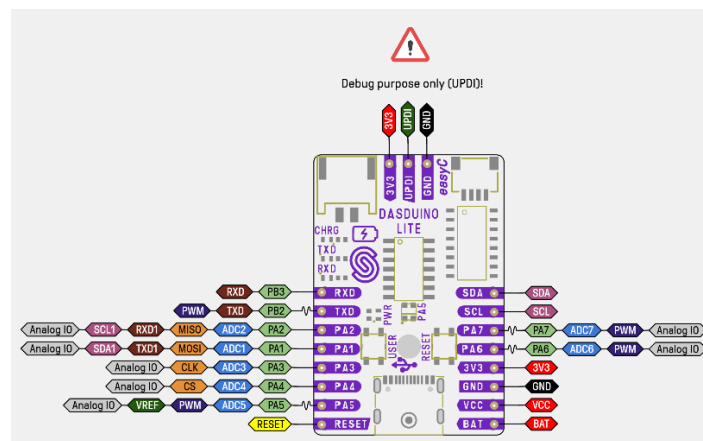 Debug purpose only (UPDI)!
3V3 UPDI GND
3V3 UPDI GND easyC
DASDUINO
LITE
CHRG
TXD
RXD
PWR PA5
USER RESET
RXD PB3 RXD
PWM TXD PB2 TXD
Analog IO SCL1 RXD1 MISO ADC2 PA2 PA2
Analog IO SDA1 TXD1 MOSI ADC1 PA1 PA1
Analog IO CLK ADC3 PA3 PA3
Analog IO CS ADC4 PA4 PA4
Analog IO VREF PWM ADC5 PA5 PA5
RESET RESET
SDA SDA
SCL SCL
PA7 PA7 ADC7 PWM Analog IO
PA6 PA6 ADC6 PWM Analog IO
3V3 3V3
GND GND
VCC VCC
BAT BAT